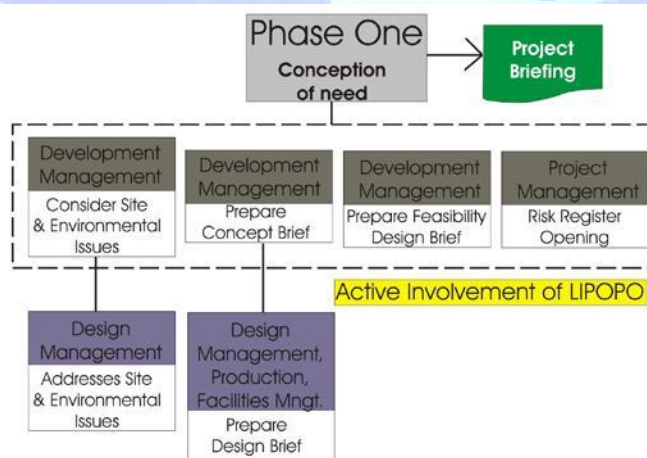 Phase One
Conception
of need
Project
Briefing
Development
Management
Consider Site
& Environmental
Issues
Development
Management
Prepare
Concept Brief
Development
Management
Prepare Feasibility
Design Brief
Project
Management
Risk Register
Opening
Active Involvement of LIPOPO
Design
Management
Addresses Site
& Environmental
Issues
Design
Management,
Production,
Facilities Mngt.
Prepare
Design Brief